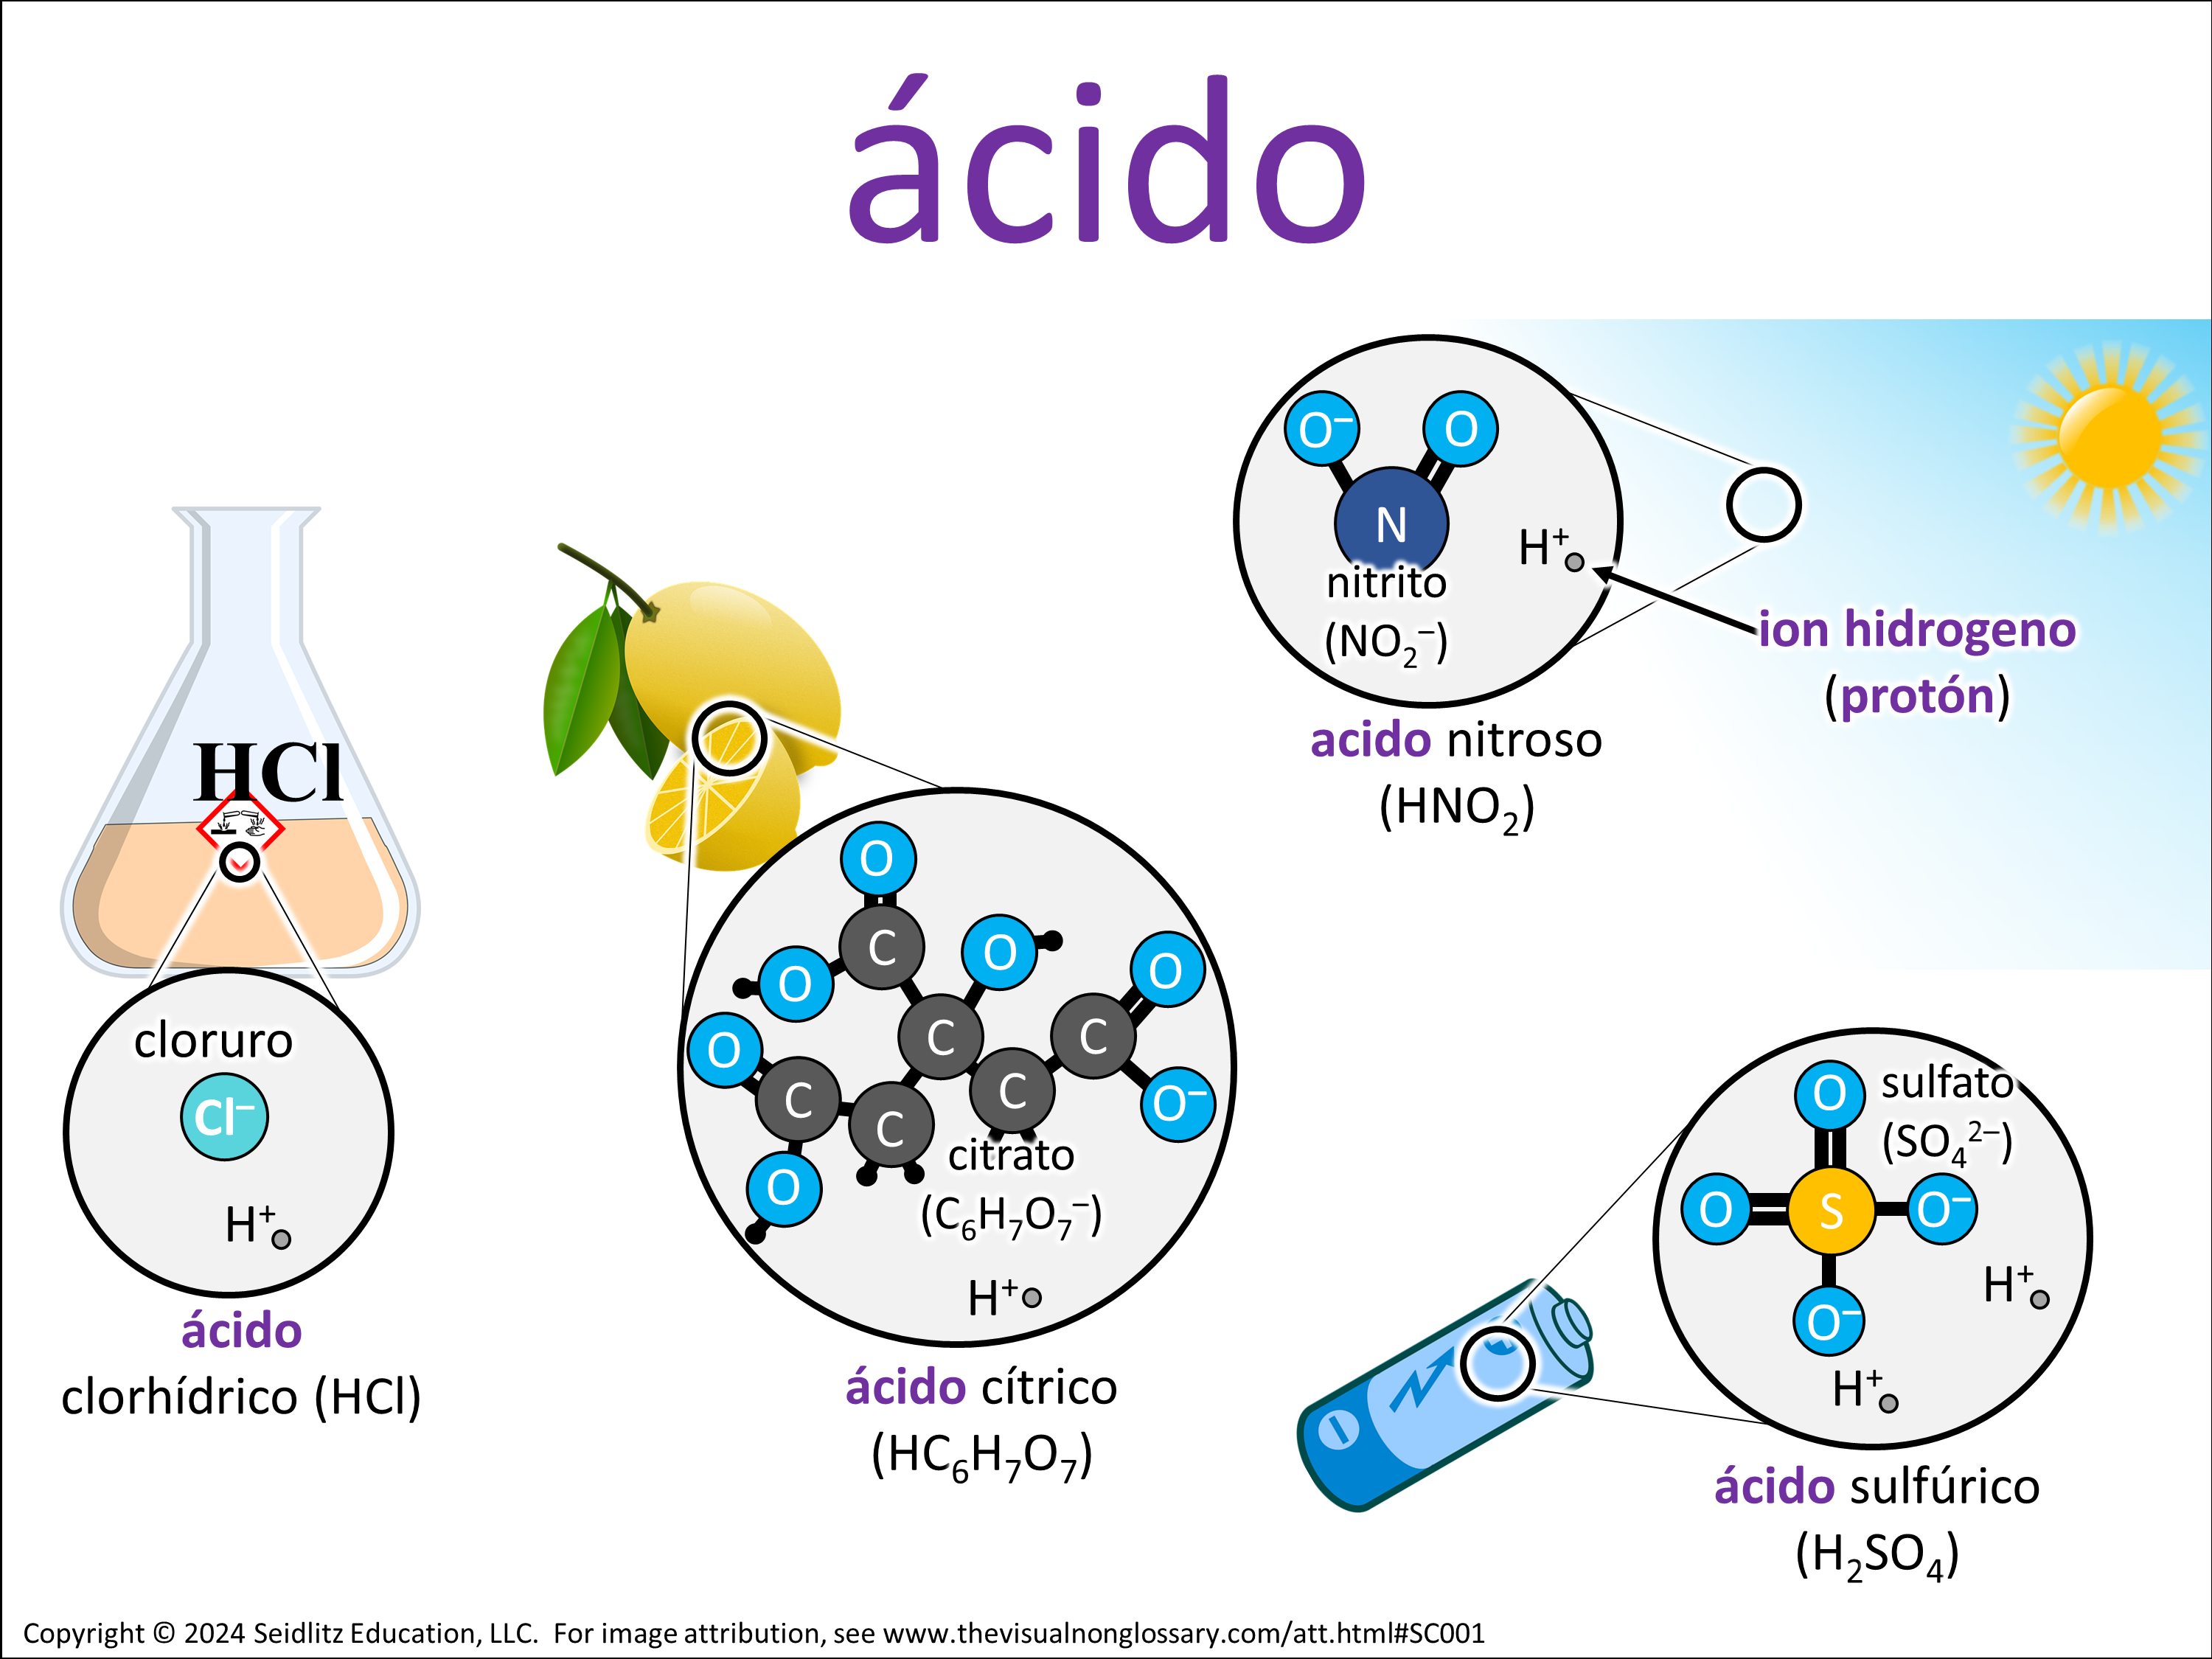 ácido
HCl
cloruro
Cl⁻
H⁺
ácido
clorhídrico (HCl)
O
C
O
O
O
O
C
C
C
C
C
C
O
O⁻
citrato
(C₆H₇O₇⁻)
H⁺
ácido cítrico
(HC₆H₇O₇)
O⁻
O
N
nitrito
(NO₂⁻)
H⁺
ion hidrogeno
(protón)
acido nitroso
(HNO₂)
O
sulfato
(SO₄²⁻)
O
S
O⁻
O⁻
H⁺
H⁺
ácido sulfúrico
(H₂SO₄)
Copyright © 2024 Seidlitz Education, LLC. For image attribution, see www.thevisualnonglossary.com/att.html#SC001